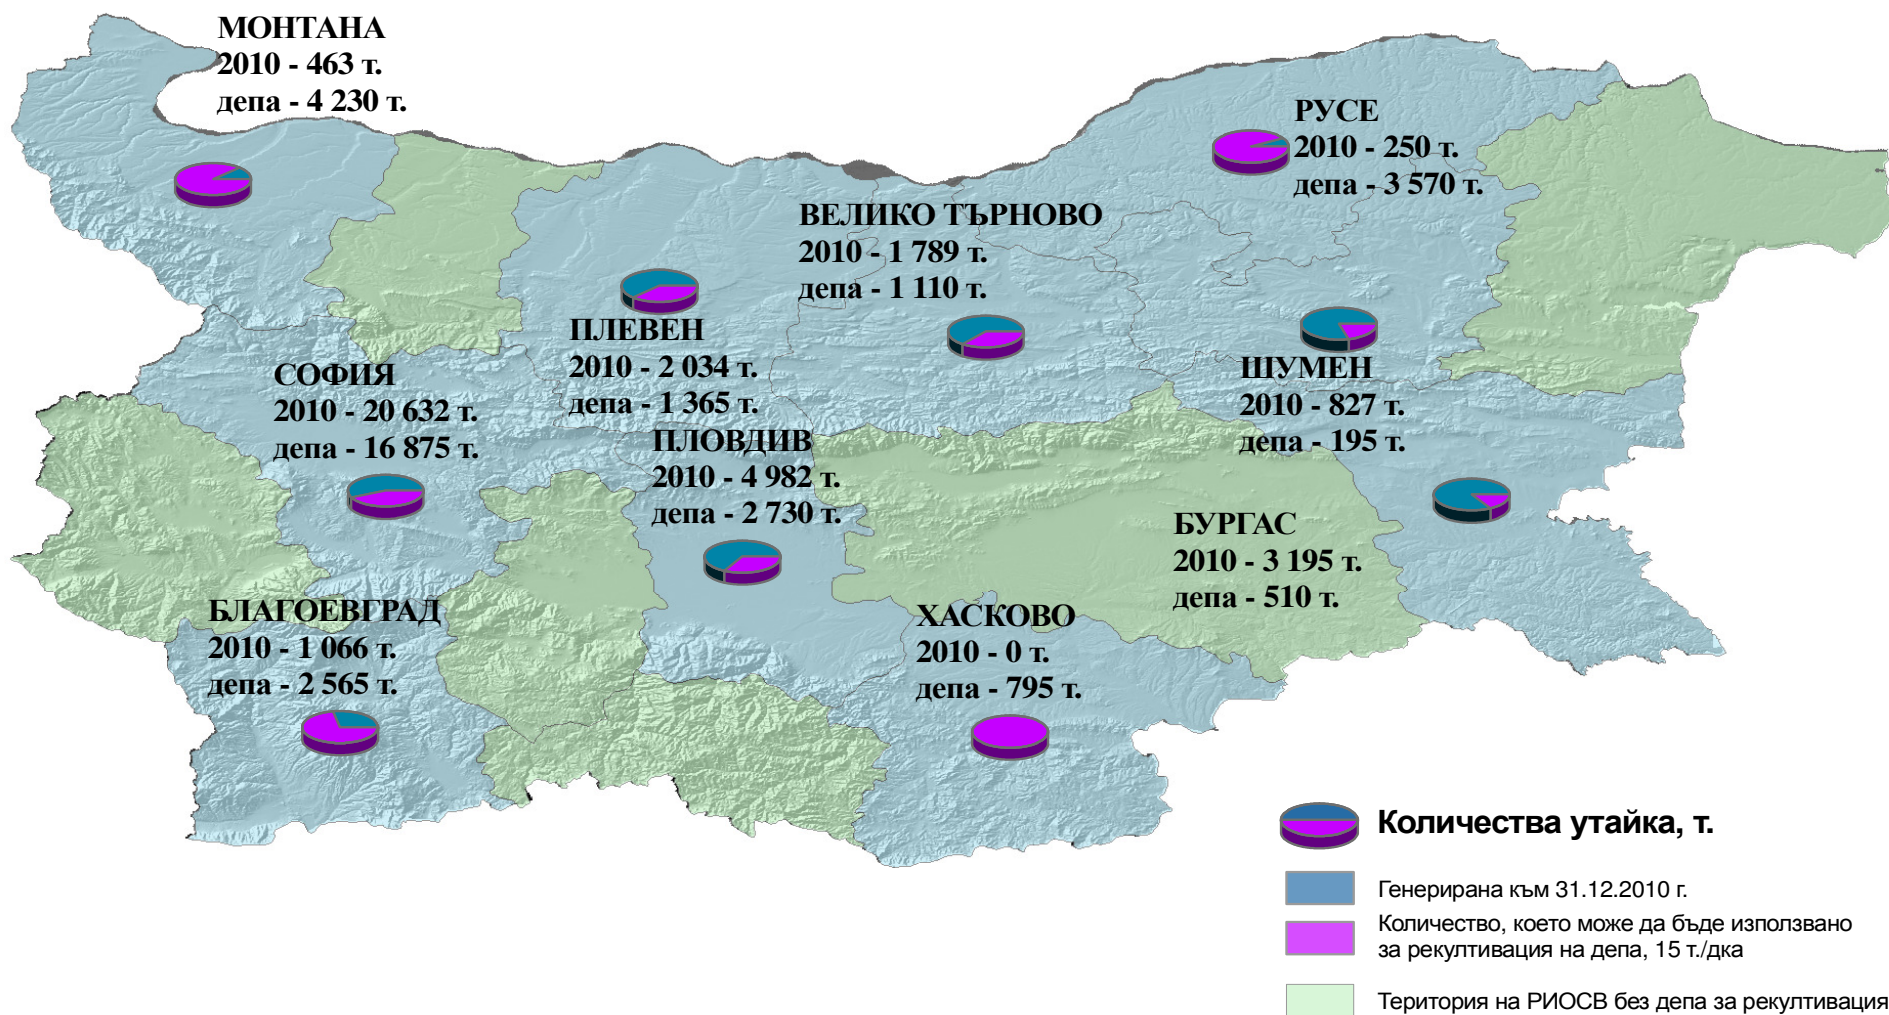 МОНТАНА
2010 - 463 т.
депа - 4 230 т.
РУСЕ
2010 - 250 т.
депа - 3 570 т.
ВЕЛИКО ТЪРНОВО
2010 - 1 789 т.
депа - 1 110 т.
ПЛЕВЕН
2010 - 2 034 т.
депа - 1 365 т.
ШУМЕН
2010 - 827 т.
депа - 195 т.
СОФИЯ
2010 - 20 632 т.
депа - 16 875 т.
ПЛОВДИВ
2010 - 4 982 т.
депа - 2 730 т.
БУРГАС
2010 - 3 195 т.
депа - 510 т.
БЛАГОЕВГРАД
2010 - 1 066 т.
депа - 2 565 т.
ХАСКОВО
2010 - 0 т.
депа - 795 т.
Количества утайка, т.
Генерирана към 31.12.2010 г.
Количество, което може да бъде използвано
за рекултивация на депа, 15 т./дка
Територия на РИОСВ без депа за рекултивация